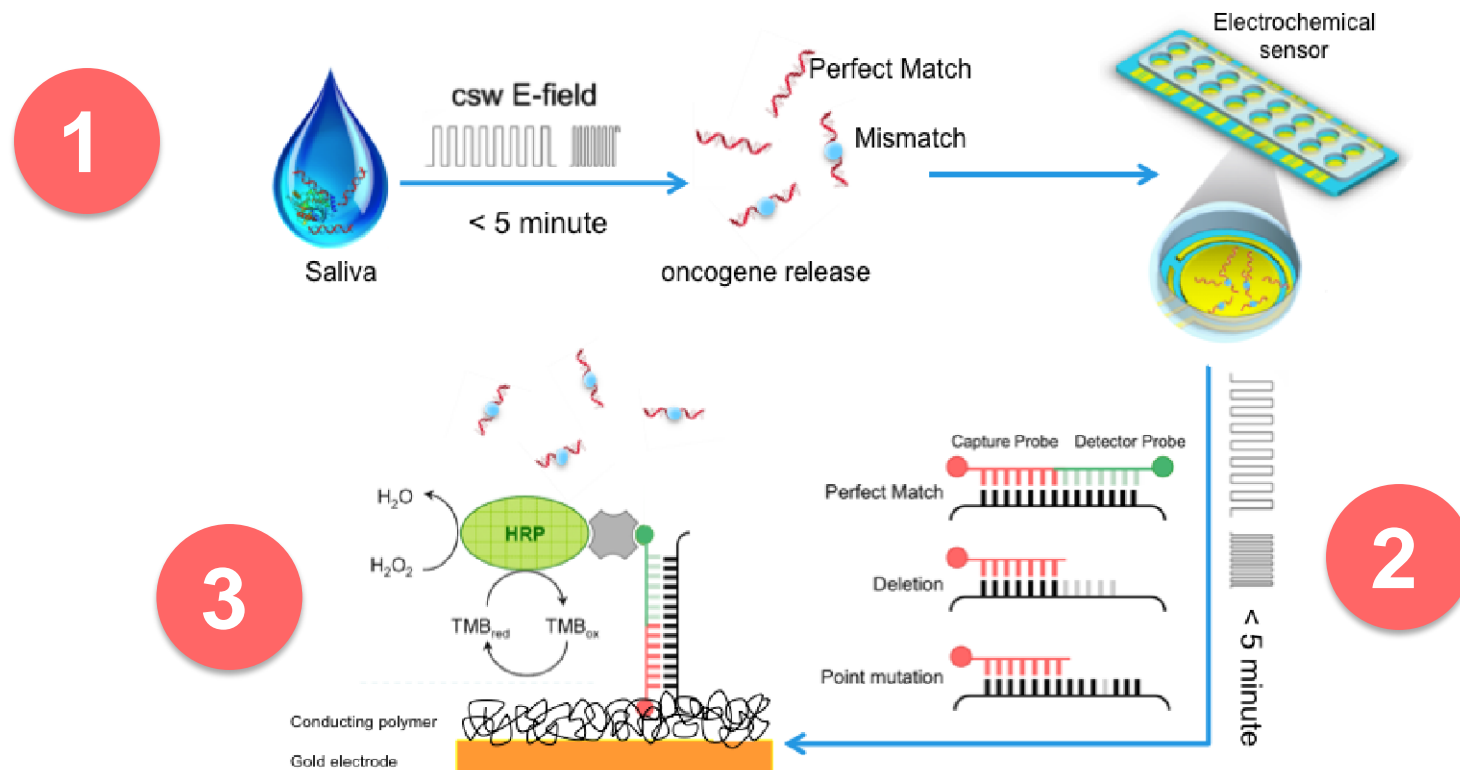 1
csw E-field
< 5 minute
Saliva
Perfect Match
Mismatch
oncogene release
Electrochemical
sensor
2
< 5 minute
Capture Probe
Detector Probe
Perfect Match
Deletion
Point mutation
3
H2O
H2O2
HRP
TMBred
TMBox
Conducting polymer
Gold electrode